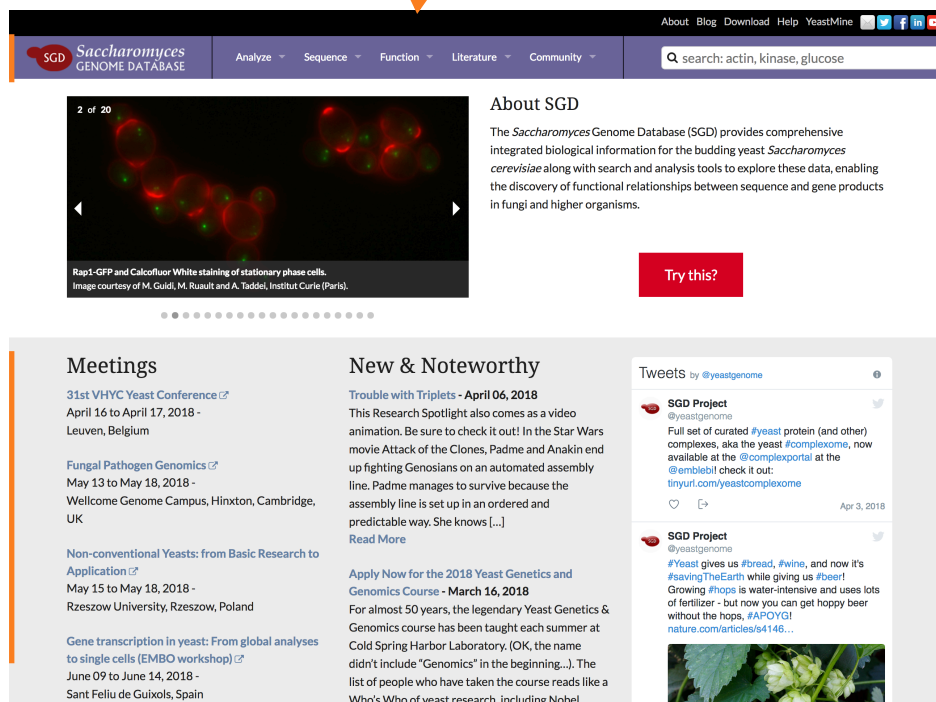 About Blog Download Help YeastMine
SGD Saccharomyces
GENOME DATABASE
Analyze
Sequence
Function
Literature
Community
search: actin, kinase, glucose
2 of 20
Rap1-GFP and Calcofluor White staining of stationary phase cells.
Image courtesy of M. Guidi, M. Ruault and A. Taddei, Institut Curie (Paris).
About SGD
The Saccharomyces Genome Database (SGD) provides comprehensive
integrated biological information for the budding yeast Saccharomyces
cerevisiae along with search and analysis tools to explore these data, enabling
the discovery of functional relationships between sequence and gene products
in fungi and higher organisms.
Try this?
Meetings
31st VHYC Yeast Conference
April 16 to April 17, 2018 -
Leuven, Belgium
Fungal Pathogen Genomics
May 13 to May 18, 2018 -
Wellcome Genome Campus, Hinxton, Cambridge,
UK
Non-conventional Yeasts: from Basic Research to
Application
May 15 to May 18, 2018 -
Rzeszow University, Rzeszow, Poland
Gene transcription in yeast: From global analyses
to single cells (EMBO workshop)
June 09 to June 14, 2018 -
Sant Feliu de Guixols, Spain
New & Noteworthy
Trouble with Triplets - April 06, 2018
This Research Spotlight also comes as a video
animation. Be sure to check it out! In the Star Wars
movie Attack of the Clones, Padme and Anakin end
up fighting Genosians on an automated assembly
line. Padme manages to survive because the
assembly line is set up in an ordered and
predictable way. She knows [...]
Read More
Apply Now for the 2018 Yeast Genetics and
Genomics Course - March 16, 2018
For almost 50 years, the legendary Yeast Genetics &
Genomics course has been taught each summer at
Cold Spring Harbor Laboratory. (OK, the name
didn't include "Genomics" in the beginning...). The
list of people who have taken the course reads like a
Who's Who of yeast research, including Nobel
Tweets by @yeastgenome
SGD Project
@yeastgenome
Full set of curated #yeast protein (and other)
complexes, aka the yeast #complexome, now
available at the @complexportal at the
@emblebi! check it out:
tinyurl.com/yeastcomplexome
Apr 3, 2018
SGD Project
@yeastgenome
#Yeast gives us #bread, #wine, and now it's
#savingTheEarth while giving us #beer!
Growing #hops is water-intensive and uses lots
of fertilizer - but now you can get hoppy beer
without the hops, #APOYG!
nature.com/articles/s4146...